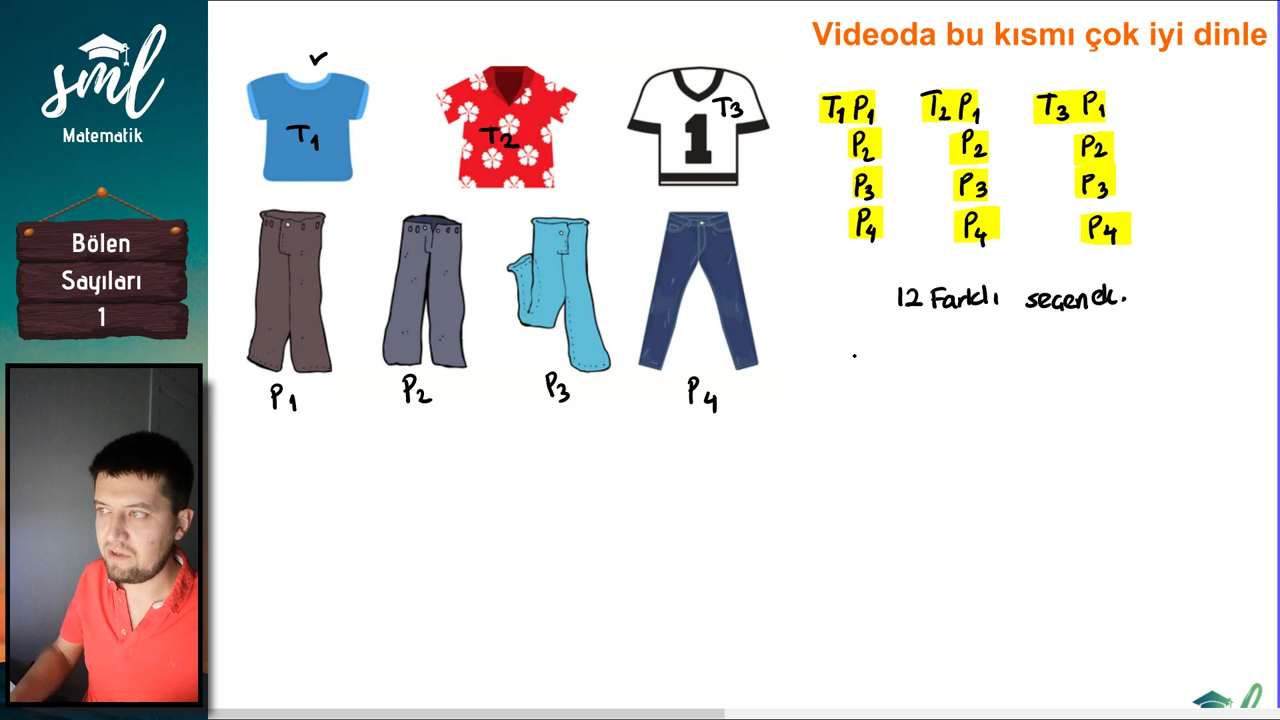 sml
Matematik
Bölen
Sayıları
1
Videoda bu kısmı çok iyi dinle
T1
T2
T3
1
P1
P2
P3
P4
T1 P1 T2 P1 T3 P1
P2 P2 P2
P3 P3 P3
P4 P4 P4
12 Farklı seçenek.